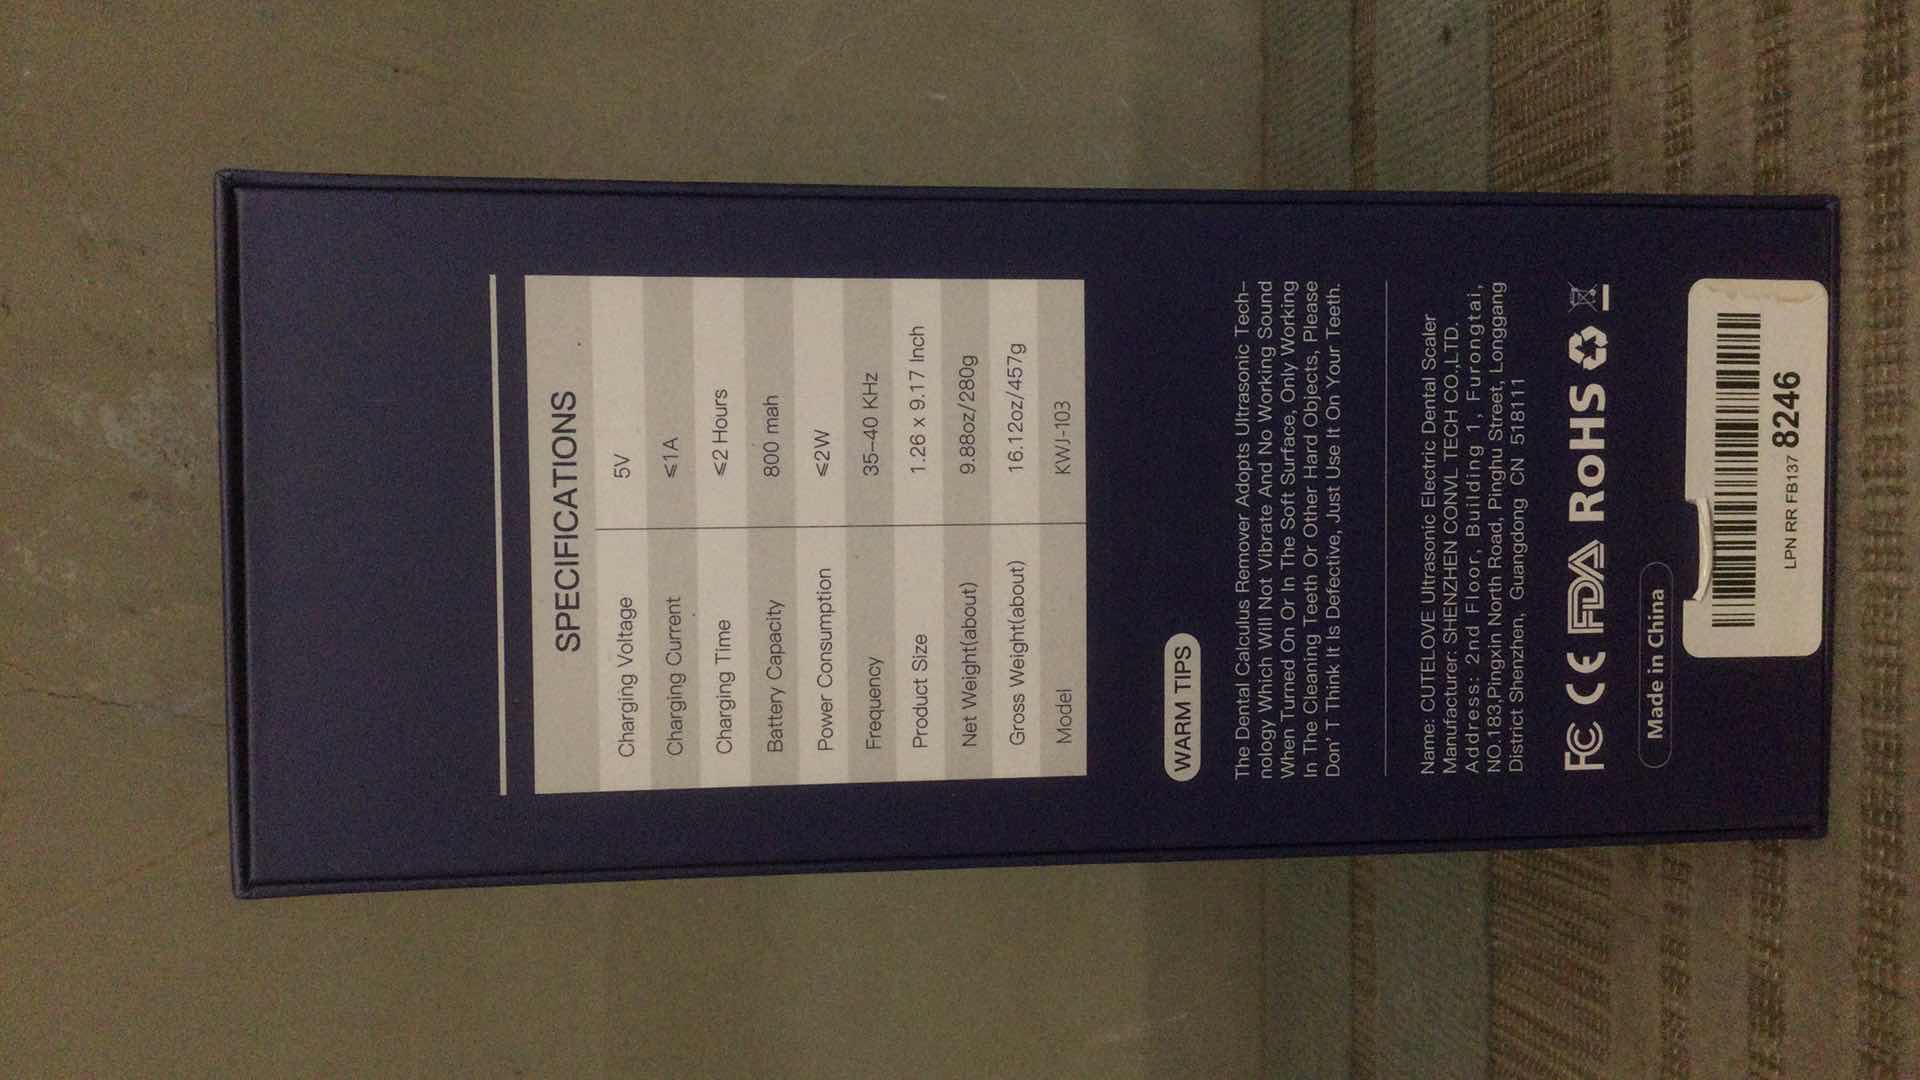 SPECIFICATIONS
Charging Voltage 5V
Charging Current ≤1A
Charging Time ≤2 Hours
Battery Capacity 800 mah
Power Consumption ≤2W
Frequency 35–40 KHz
Product Size 1.26 x 9.17 Inch
Net Weight(about) 9.88oz/280g
Gross Weight(about) 16.12oz/457g
Model KWJ-103
WARM TIPS
The Dental Calculus Remover Adopts Ultrasonic Tech–
nology Which Will Not Vibrate And No Working Sound
When Turned On Or In The Soft Surface, Only Working
In The Cleaning Teeth Or Other Hard Objects, Please
Don' T Think It Is Defective, Just Use It On Your Teeth.
Name: CUTELOVE Ultrasonic Electric Dental Scaler
Manufacturer: SHENZHEN CONVL TECH CO.,LTD.
Address: 2nd Floor, Building 1, Furongtai,
NO.183,Pingxin North Road, Pinghu Street, Longgang
District Shenzhen, Guangdong CN 518111
FC CE FDA RoHS
Made in China
LPN RR FB137 8246